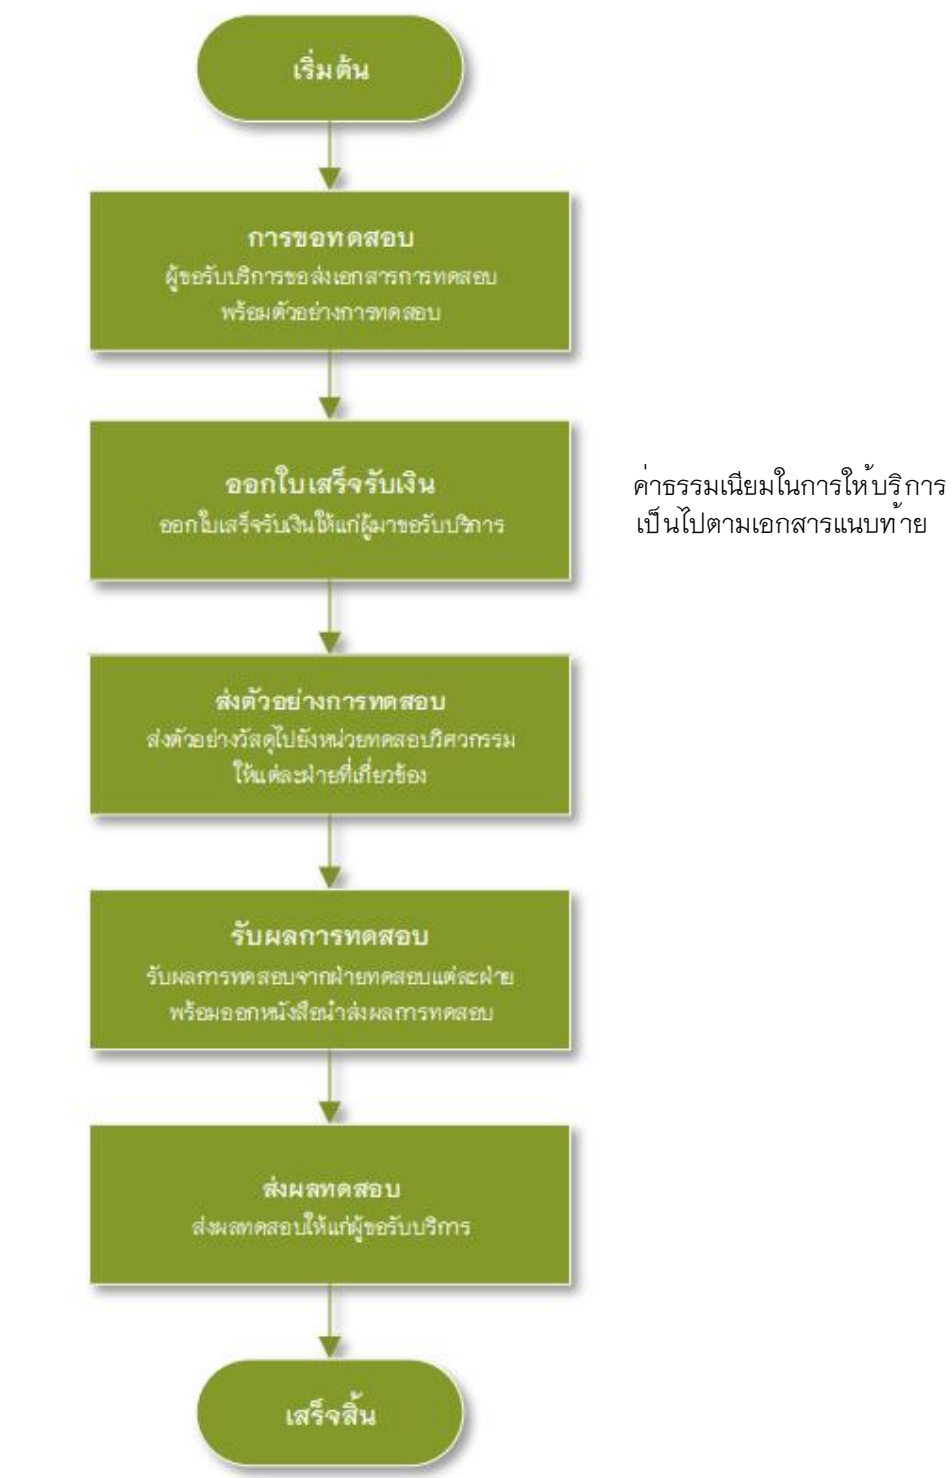 เริ่มต้น
การขอทดสอบ
ผู้ขอรับบริการขอส่งเอกสารการทดสอบ
พร้อมตัวอย่างการทดสอบ
ออกใบเสร็จรับเงิน
ออกใบเสร็จรับเงินให้แก่ผู้มาขอรับบริการ
ค่าธรรมเนียมในการให้บริการ
เป็นไปตามเอกสารแนบท้าย
ส่งตัวอย่างการทดสอบ
ส่งตัวอย่างวัสดุไปยังหน่วยทดสอบวิศวกรรม
ให้แต่ละฝ่ายที่เกี่ยวข้อง
รับผลการทดสอบ
รับผลการทดสอบจากฝ่ายทดสอบแต่ละฝ่าย
พร้อมออกหนังสือนำส่งผลการทดสอบ
ส่งผลทดสอบ
ส่งผลทดสอบให้แก่ผู้ขอรับบริการ
เสร็จสิ้น